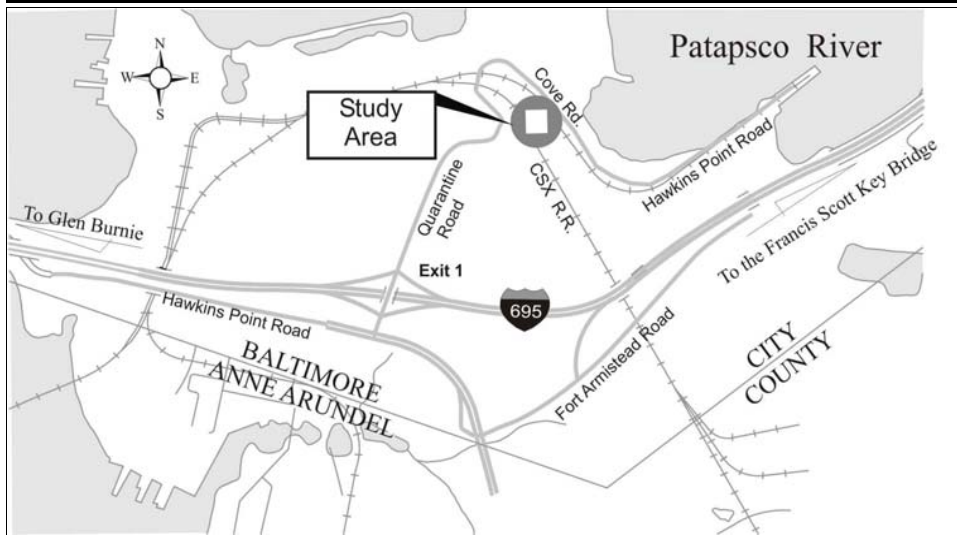 Patapsco River
N
W E
S
Study
Area
Cove Rd.
Hawkins Point Road
CSX R.R.
Quarantine
Road
To Glen Burnie
To the Francis Scott Key Bridge
Exit 1
695
Hawkins Point Road
Fort Armistead Road
BALTIMORE
ANNE ARUNDEL
CITY
COUNTY